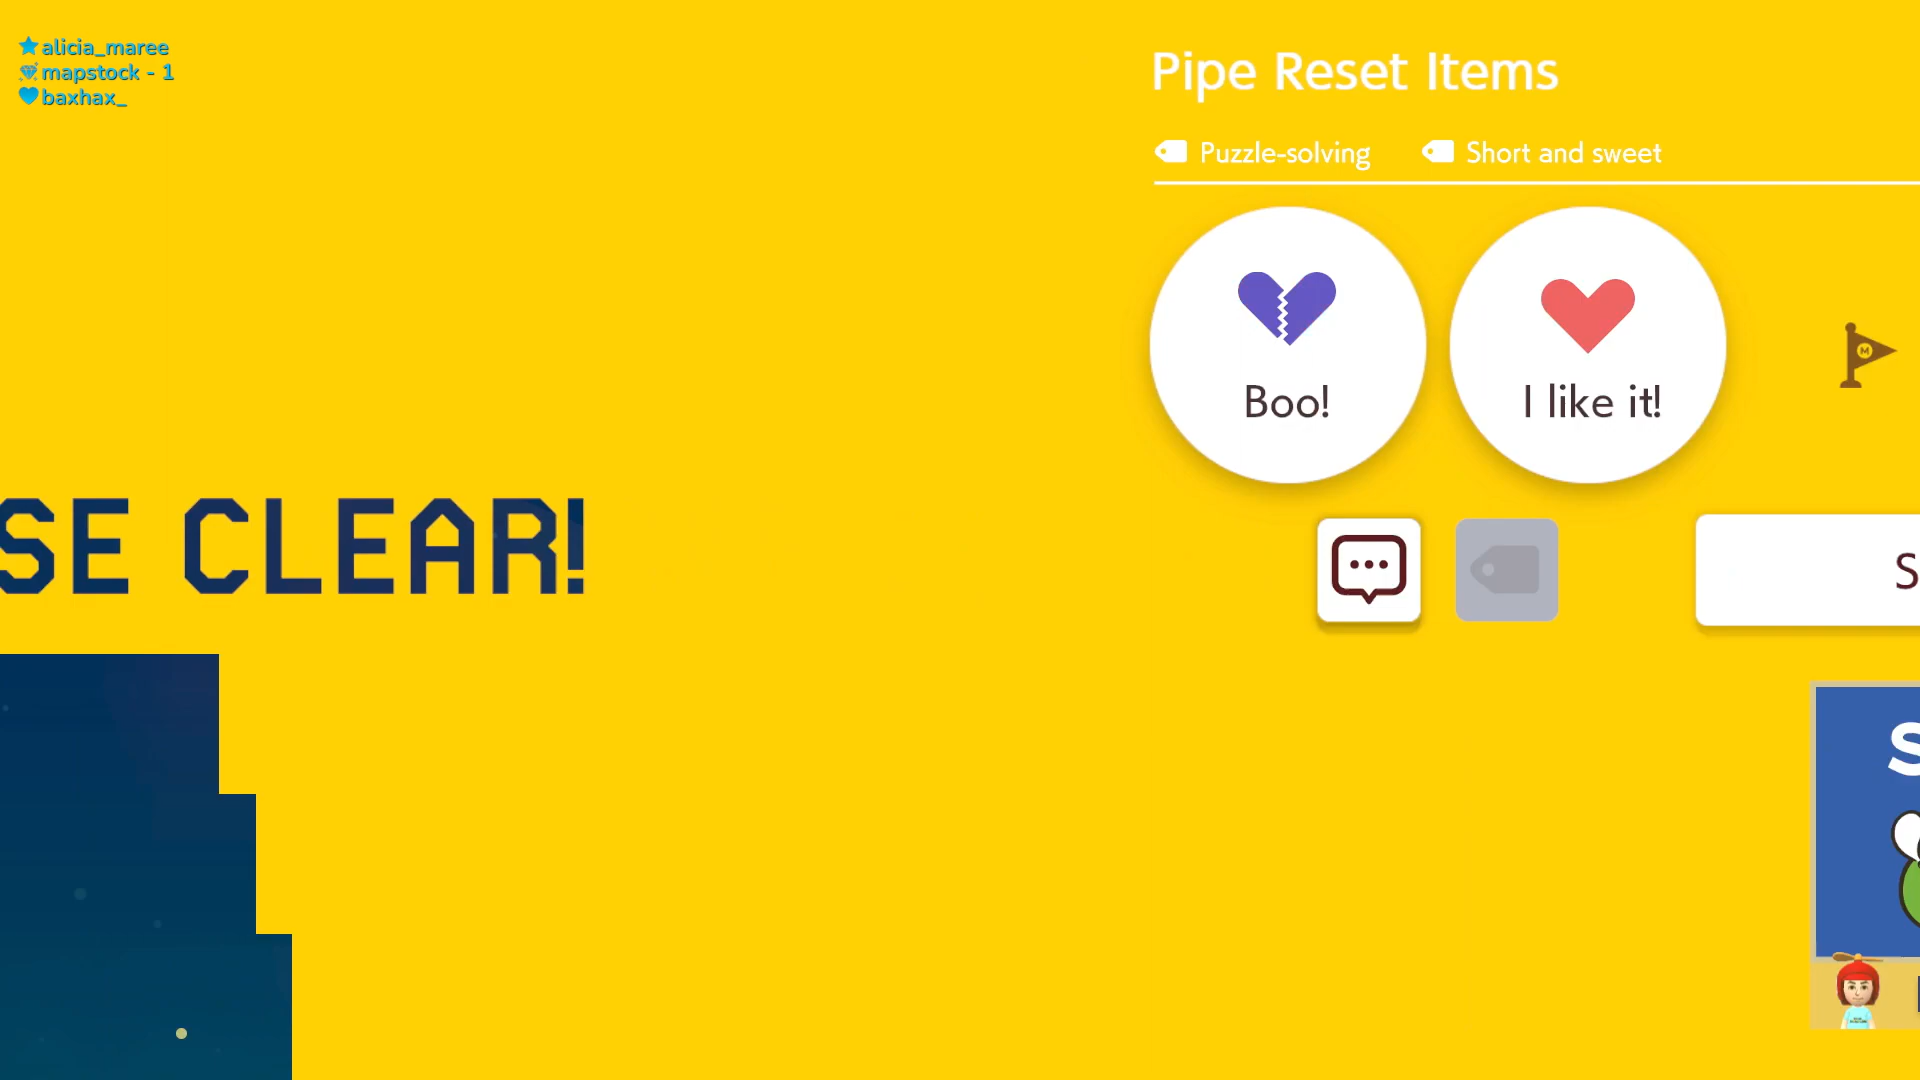 alicia_maree
mapstock - 1
baxhax_
Pipe Reset Items
Puzzle-solving
Short and sweet
Boo!
I like it!
M
SE CLEAR!
S
S